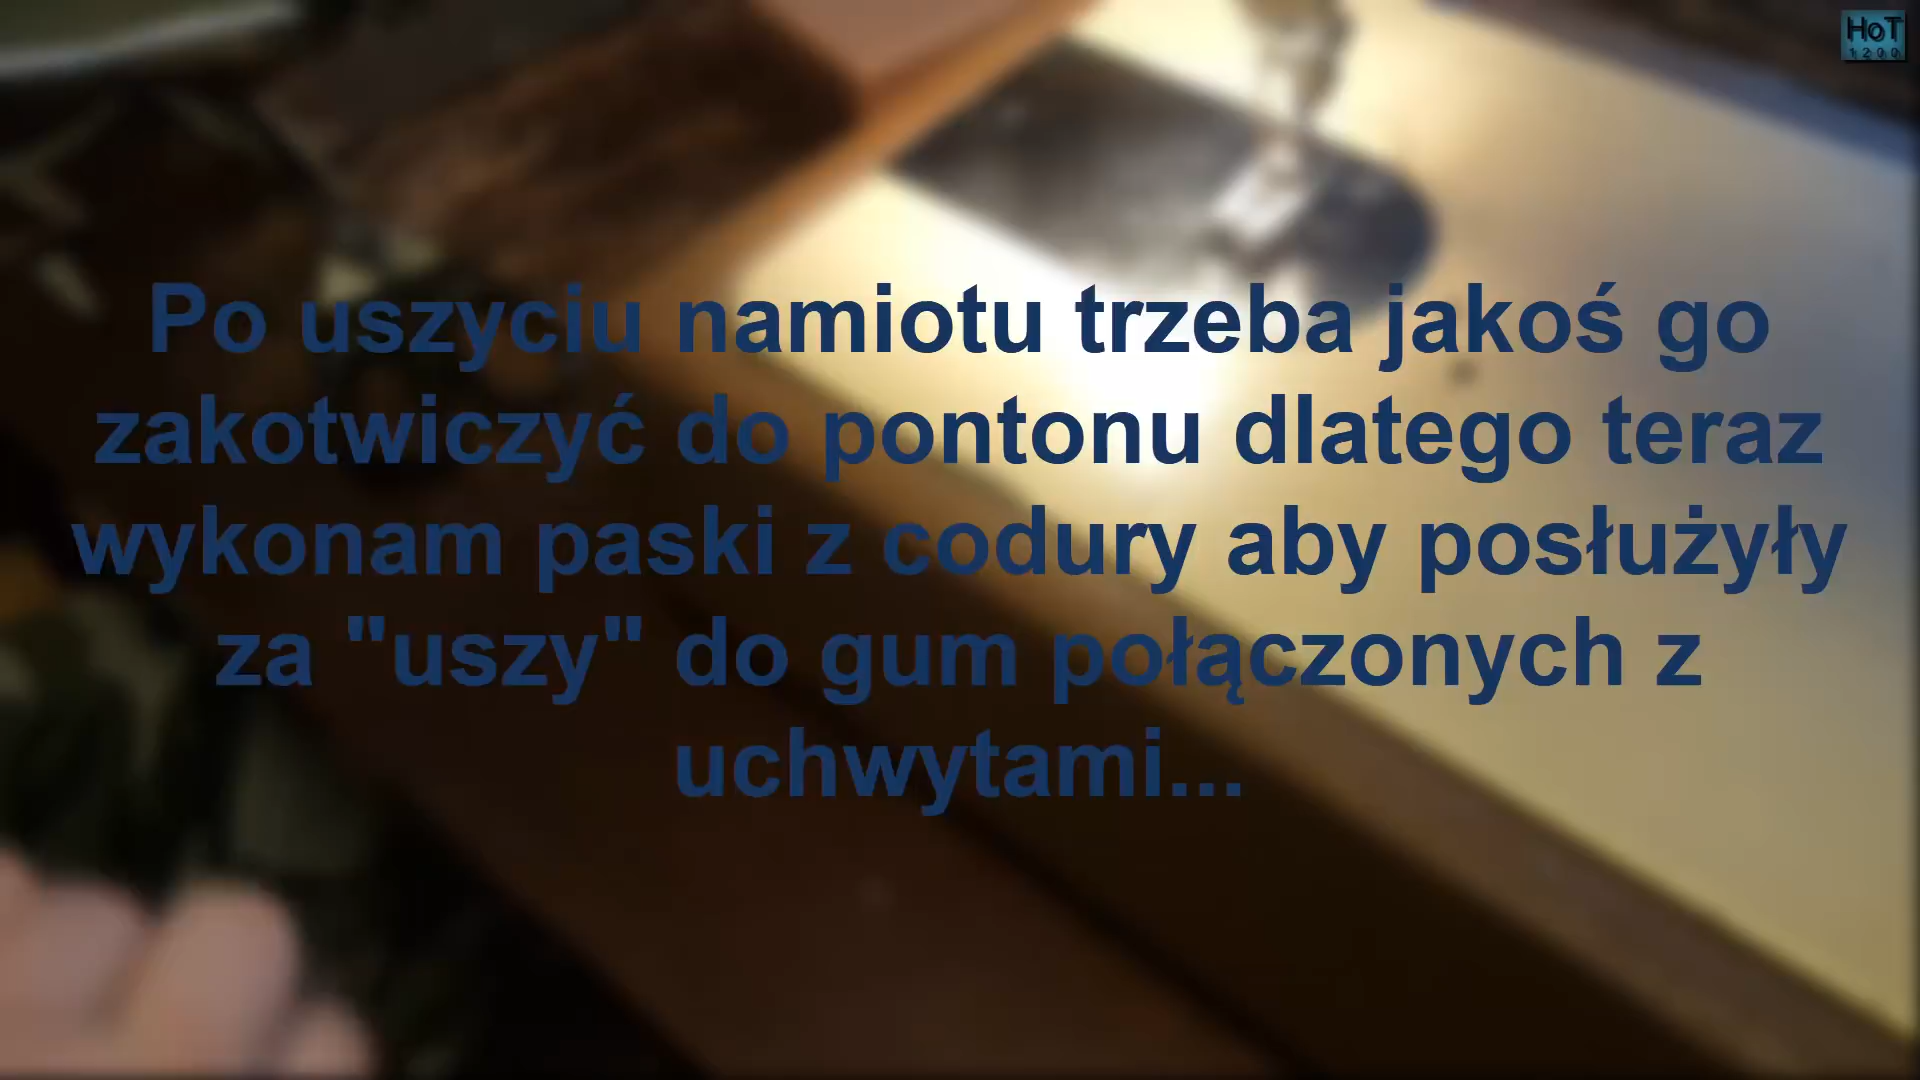 HoT
1200
Po uszyciu namiotu trzeba jakoś go
zakotwiczyć do pontonu dlatego teraz
wykonam paski z codury aby posłużyły
za "uszy" do gum połączonych z
uchwytami...